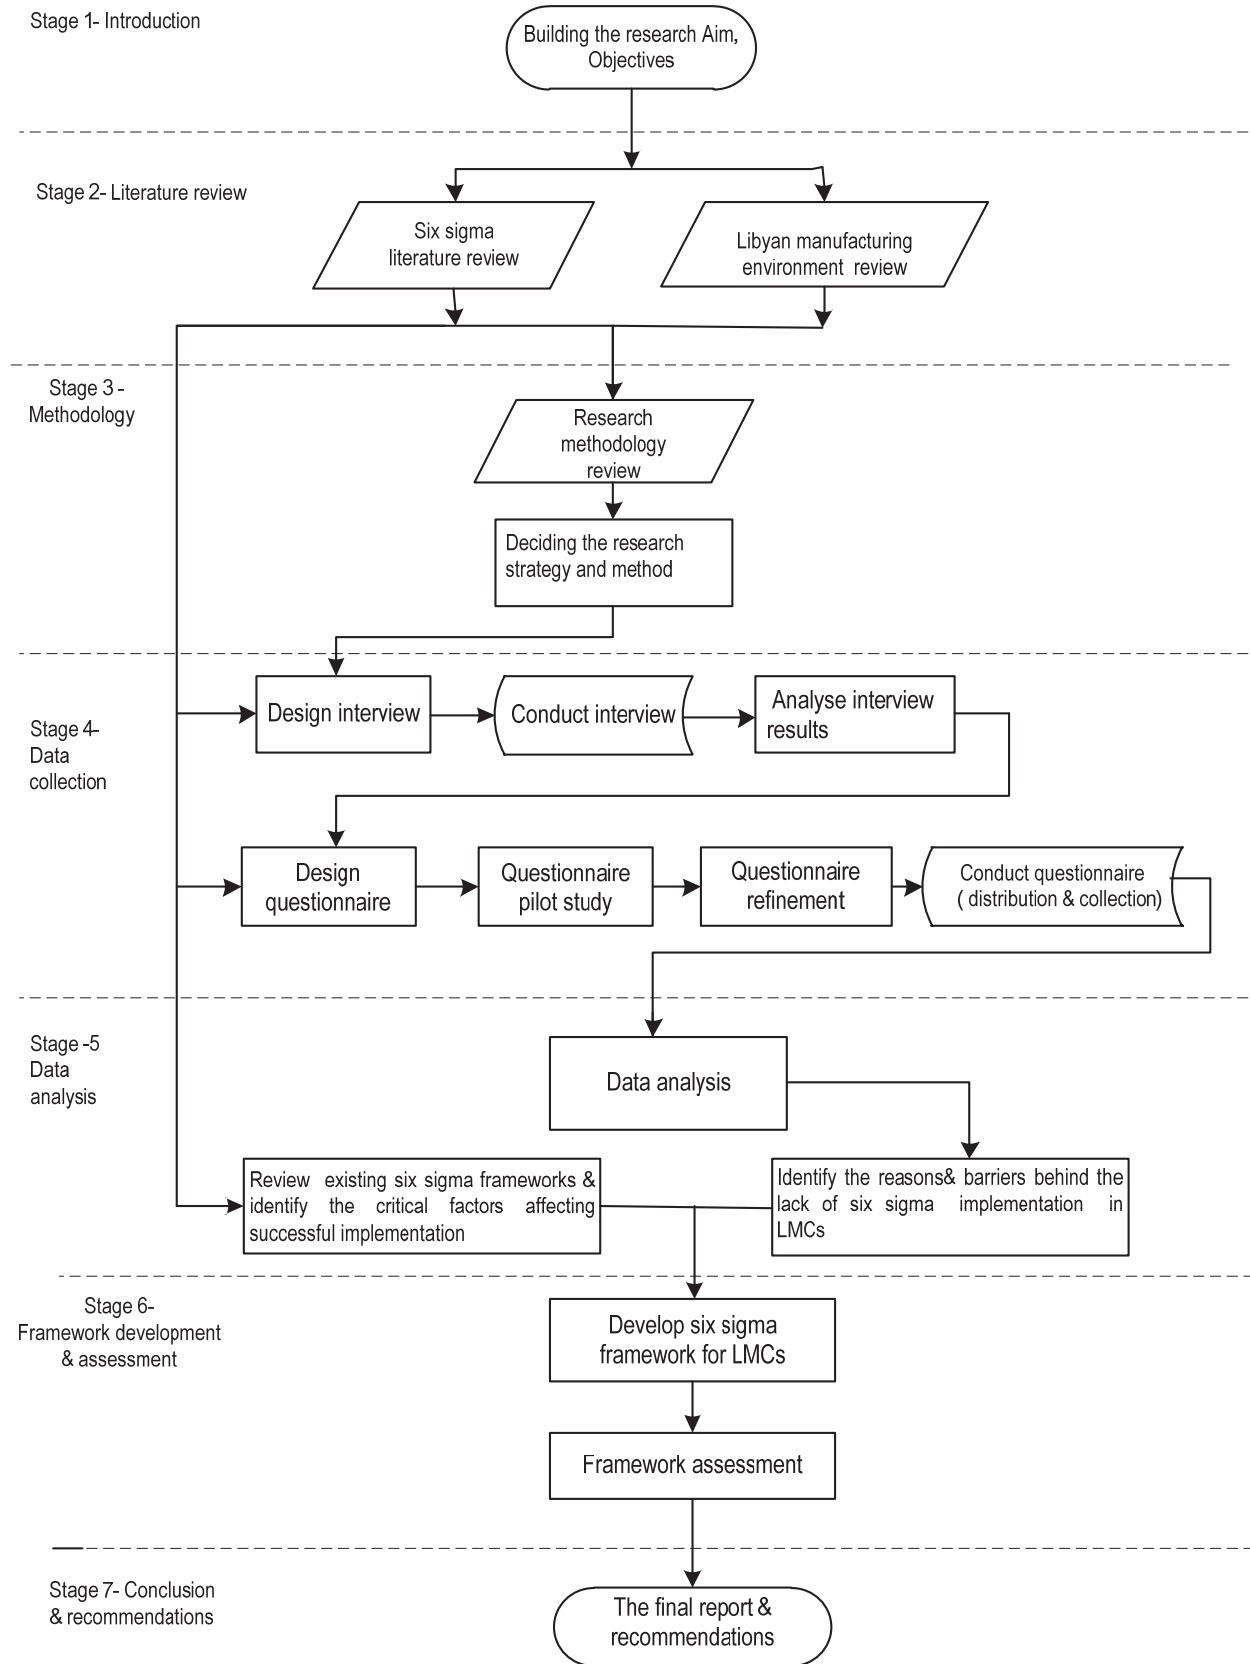 Stage 1- Introduction
Building the research Aim,
Objectives
Stage 2- Literature review
Six sigma
literature review
Libyan manufacturing
environment review
Stage 3 -
Methodology
Research
methodology
review
Deciding the research
strategy and method
Stage 4-
Data
collection
Design interview
Conduct interview
Analyse interview
results
Design
questionnaire
Questionnaire
pilot study
Questionnaire
refinement
Conduct questionnaire
( distribution & collection)
Stage -5
Data
analysis
Data analysis
Review existing six sigma frameworks &
identify the critical factors affecting
successful implementation
Identify the reasons& barriers behind the
lack of six sigma implementation in
LMCs
Stage 6-
Framework development
& assessment
Develop six sigma
framework for LMCs
Framework assessment
Stage 7- Conclusion
& recommendations
The final report &
recommendations